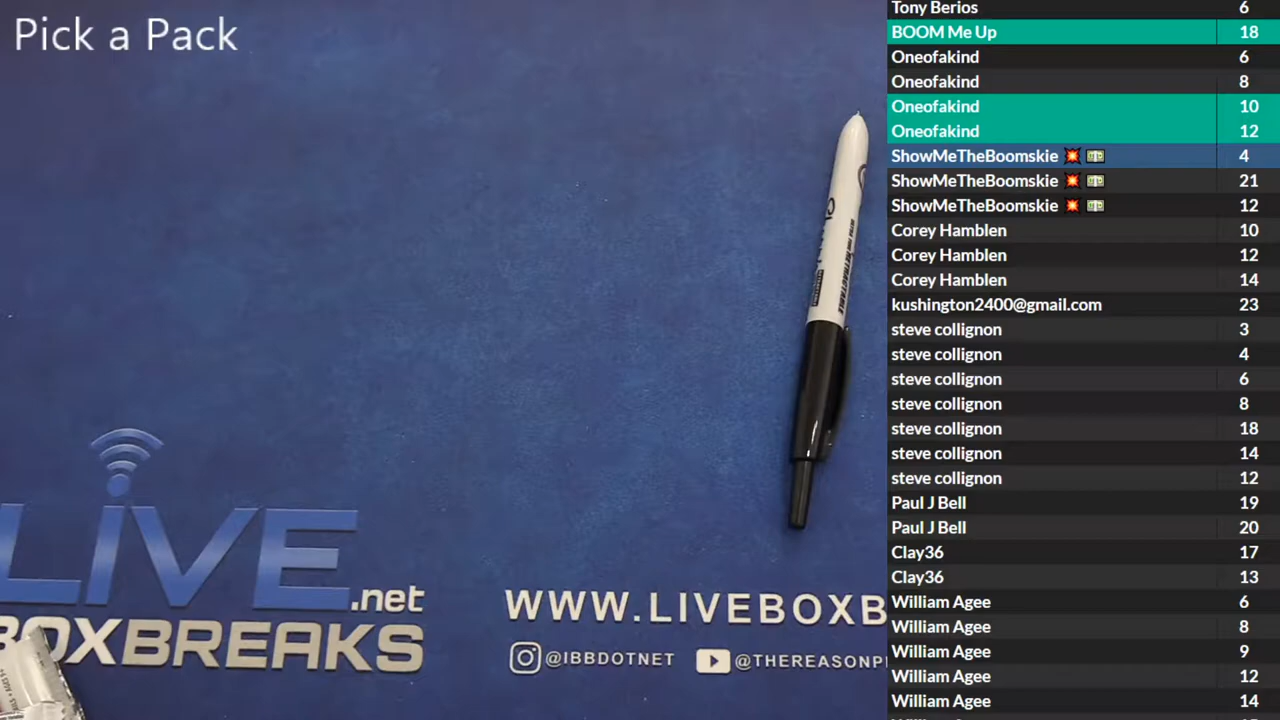 Pick a Pack
Tony Berios 6
BOOM Me Up 18
Oneofakind 6
Oneofakind 8
Oneofakind 10
Oneofakind 12
ShowMeTheBoomskie 💥 💵 4
ShowMeTheBoomskie 💥 💵 21
ShowMeTheBoomskie 💥 💵 12
Corey Hamblen 10
Corey Hamblen 12
Corey Hamblen 14
kushington2400@gmail.com 23
steve collignon 3
steve collignon 4
steve collignon 6
steve collignon 8
steve collignon 18
steve collignon 14
steve collignon 12
Paul J Bell 19
Paul J Bell 20
Clay36 17
Clay36 13
William Agee 6
William Agee 8
William Agee 9
William Agee 12
William Agee 14
LIVE
.net
BOXBREAKS
WWW.LIVEBOXB
@IBBDOTNET
@THEREASONP